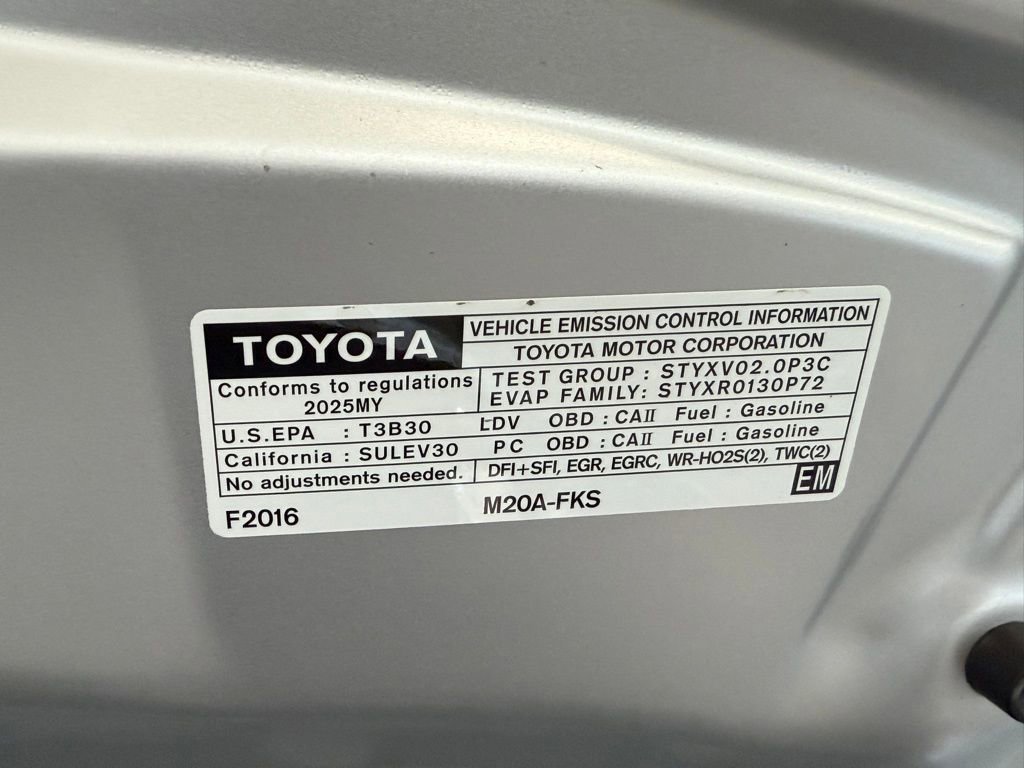 TOYOTA
VEHICLE EMISSION CONTROL INFORMATION
TOYOTA MOTOR CORPORATION
Conforms to regulations
2025MY
TEST GROUP : STYXV02.0P3C
EVAP FAMILY: STYXR0130P72
U.S.EPA : T3B30 LDV OBD : CAII Fuel : Gasoline
California : SULEV30 PC OBD : CAII Fuel : Gasoline
No adjustments needed. DFI+SFI, EGR, EGRC, WR-HO2S(2), TWC(2)
F2016 M20A-FKS EM